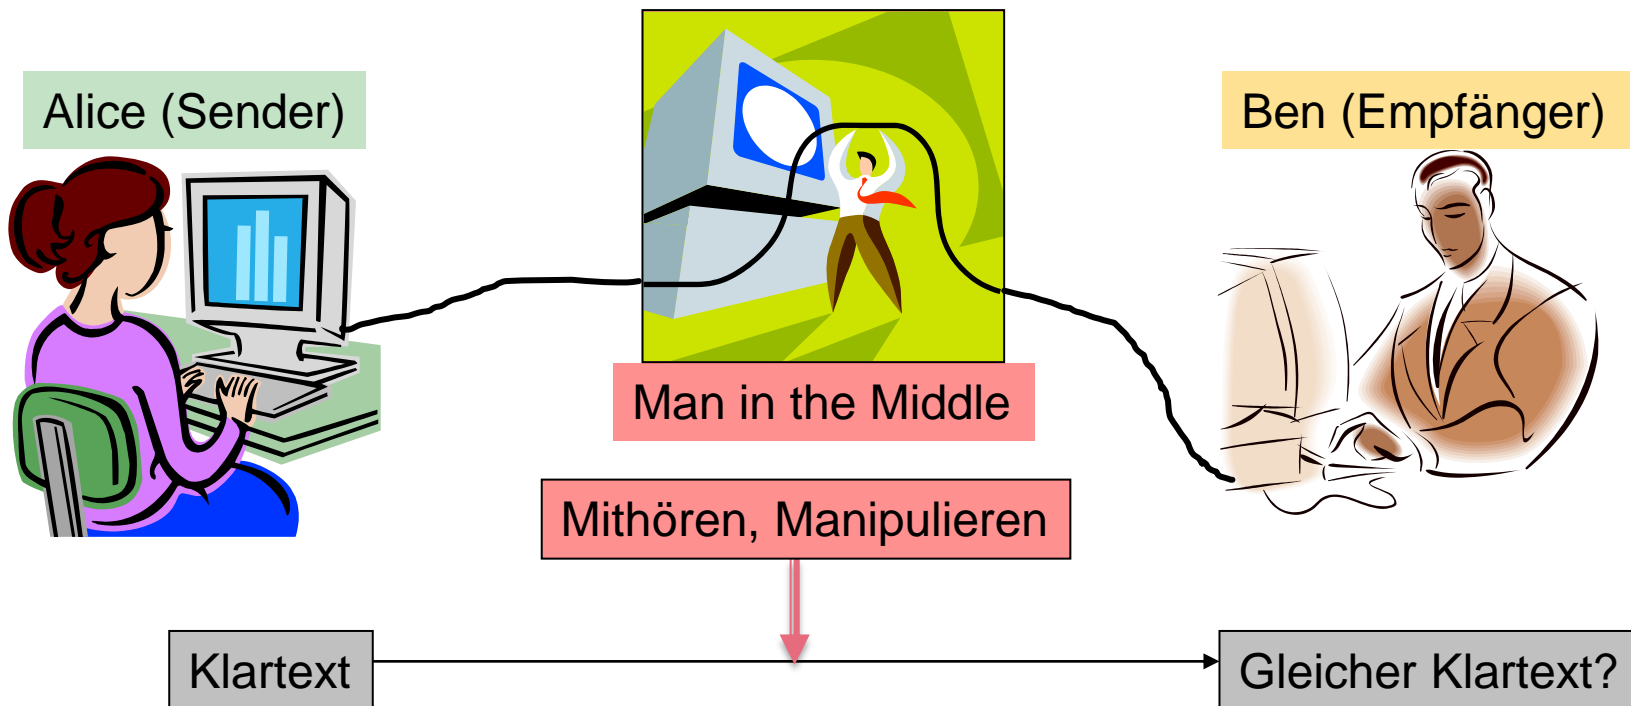 Alice (Sender)
Ben (Empfänger)
Man in the Middle
Mithören, Manipulieren
Klartext
Gleicher Klartext?